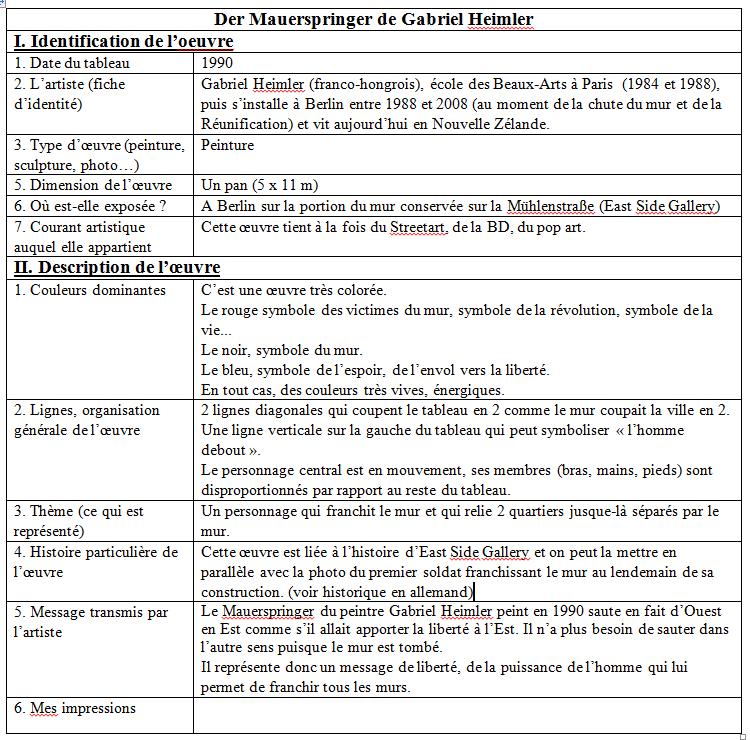 Der Mauerspringer de Gabriel Heimler
I. Identification de l'oeuvre
1. Date du tableau
1990
2. L'artiste (fiche
d'identité)
Gabriel Heimler (franco-hongrois), école des Beaux-Arts à Paris (1984 et 1988),
puis s'installe à Berlin entre 1988 et 2008 (au moment de la chute du mur et de la
Réunification) et vit aujourd'hui en Nouvelle Zélande.
3. Type d'œuvre (peinture,
sculpture, photo…)
Peinture
5. Dimension de l'œuvre
Un pan (5 x 11 m)
6. Où est-elle exposée ?
A Berlin sur la portion du mur conservée sur la Mühlenstraße (East Side Gallery)
7. Courant artistique
auquel elle appartient
Cette œuvre tient à la fois du Streetart, de la BD, du pop art.
II. Description de l'œuvre
1. Couleurs dominantes
C'est une œuvre très colorée.
Le rouge symbole des victimes du mur, symbole de la révolution, symbole de la
vie...
Le noir, symbole du mur.
Le bleu, symbole de l'espoir, de l'envol vers la liberté.
En tout cas, des couleurs très vives, énergiques.
2. Lignes, organisation
générale de l'œuvre
2 lignes diagonales qui coupent le tableau en 2 comme le mur coupait la ville en 2.
Une ligne verticale sur la gauche du tableau qui peut symboliser « l'homme
debout ».
Le personnage central est en mouvement, ses membres (bras, mains, pieds) sont
disproportionnés par rapport au reste du tableau.
3. Thème (ce qui est
représenté)
Un personnage qui franchit le mur et qui relie 2 quartiers jusque-là séparés par le
mur.
4. Histoire particulière de
l'œuvre
Cette œuvre est liée à l'histoire d'East Side Gallery et on peut la mettre en
parallèle avec la photo du premier soldat franchissant le mur au lendemain de sa
construction. (voir historique en allemand)
5. Message transmis par
l'artiste
Le Mauerspringer du peintre Gabriel Heimler peint en 1990 saute en fait d'Ouest
en Est comme s'il allait apporter la liberté à l'Est. Il n'a plus besoin de sauter dans
l'autre sens puisque le mur est tombé.
Il représente donc un message de liberté, de la puissance de l'homme qui lui
permet de franchir tous les murs.
6. Mes impressions